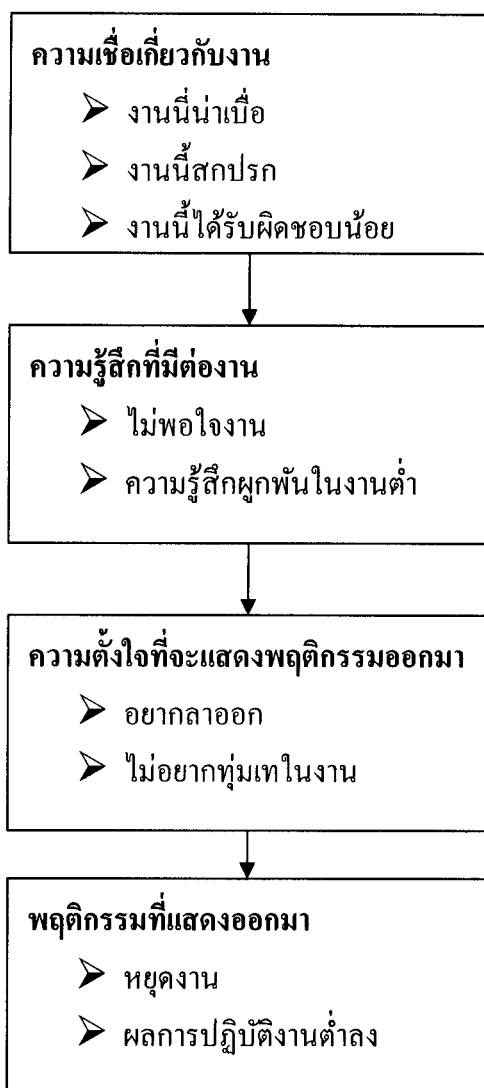 ความเชื่อเกี่ยวกับงาน
➢ งานนี่น่าเบื่อ
➢ งานนี้สกปรก
➢ งานนี้ได้รับผิดชอบน้อย
ความรู้สึกที่มีต่องาน
➢ ไม่พอใจงาน
➢ ความรู้สึกผูกพันในงานต่ำ
ความตั้งใจที่จะแสดงพฤติกรรมออกมา
➢ อยากลาออก
➢ ไม่อยากทุ่มเทในงาน
พฤติกรรมที่แสดงออกมา
➢ หยุดงาน
➢ ผลการปฏิบัติงานต่ำลง